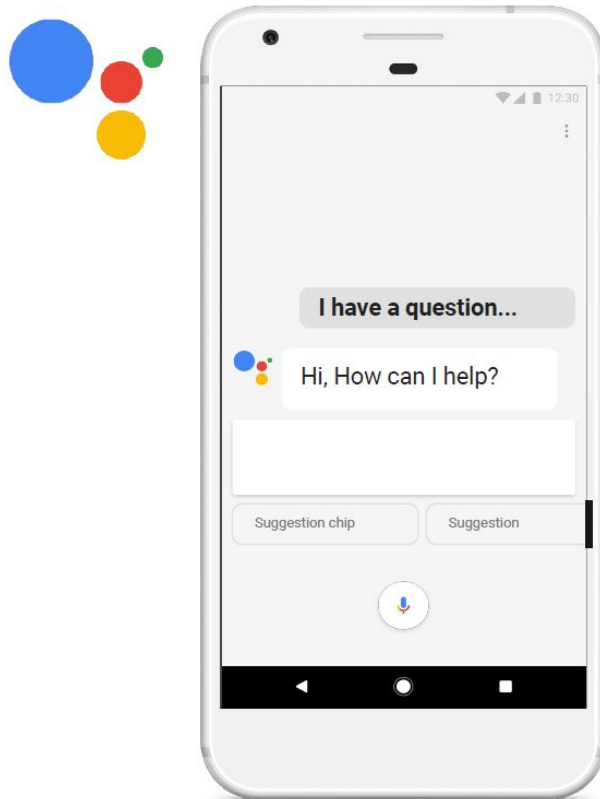 12:30
I have a question...
Hi, How can I help?
Suggestion chip
Suggestion